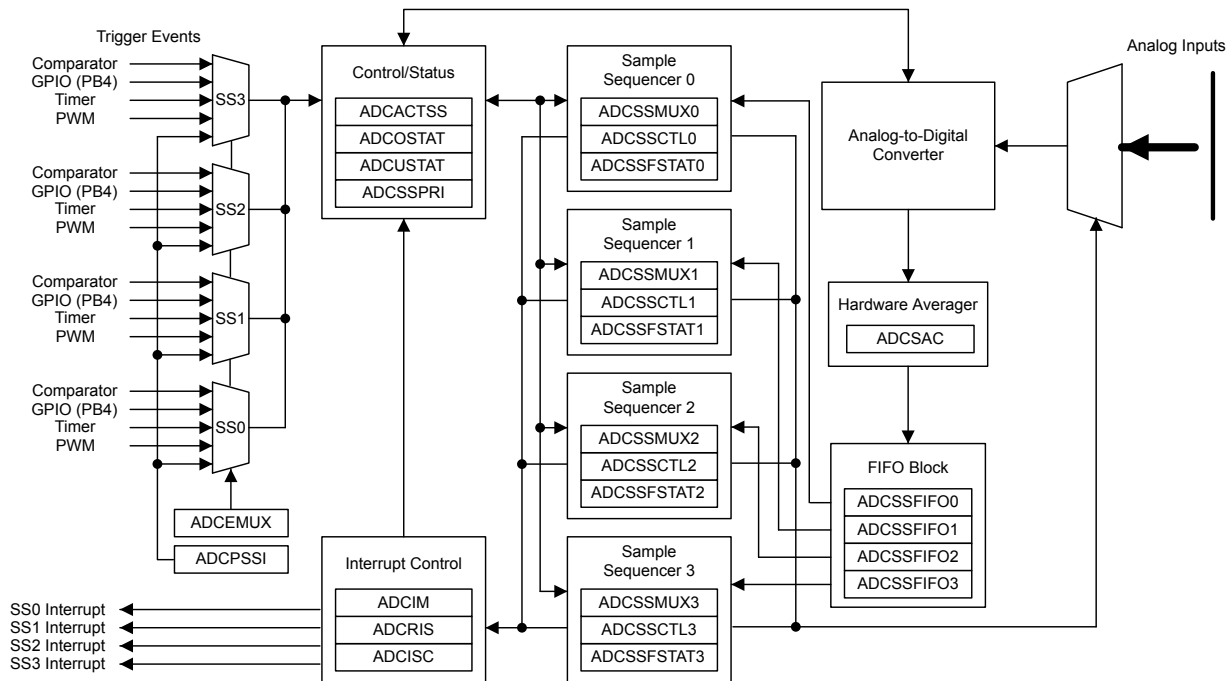 Trigger Events
Comparator
GPIO (PB4)
Timer
PWM
SS3
Comparator
GPIO (PB4)
Timer
PWM
SS2
Comparator
GPIO (PB4)
Timer
PWM
SS1
Comparator
GPIO (PB4)
Timer
PWM
SS0
ADCEMUX
ADCPSSI
SS0 Interrupt
SS1 Interrupt
SS2 Interrupt
SS3 Interrupt
Control/Status
ADCACTSS
ADCOSTAT
ADCUSTAT
ADCSSPRI
Interrupt Control
ADCIM
ADCRIS
ADCISC
Sample
Sequencer 0
ADCSSMUX0
ADCSSCTL0
ADCSSFSTAT0
Sample
Sequencer 1
ADCSSMUX1
ADCSSCTL1
ADCSSFSTAT1
Sample
Sequencer 2
ADCSSMUX2
ADCSSCTL2
ADCSSFSTAT2
Sample
Sequencer 3
ADCSSMUX3
ADCSSCTL3
ADCSSFSTAT3
Analog-to-Digital
Converter
Hardware Averager
ADCSAC
FIFO Block
ADCSSFIFO0
ADCSSFIFO1
ADCSSFIFO2
ADCSSFIFO3
Analog Inputs